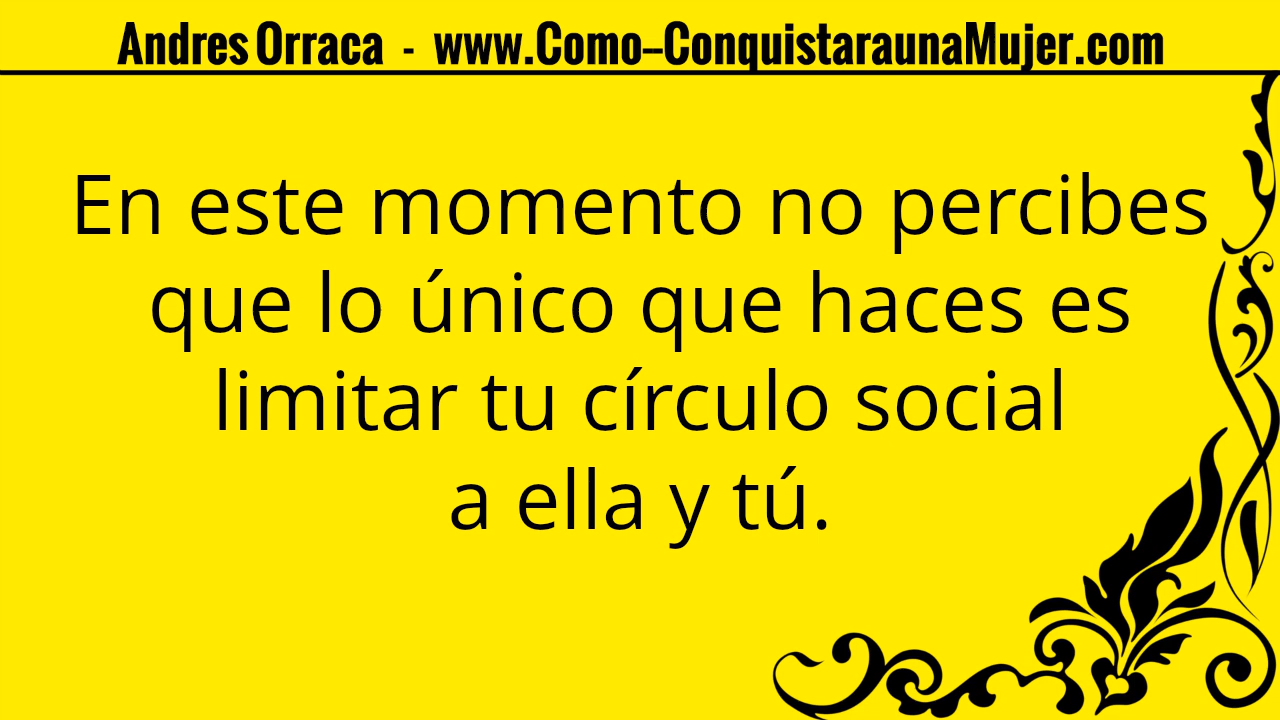 Andres Orraca - www.Como--ConquistaraunaMujer.com
En este momento no percibes
que lo único que haces es
limitar tu círculo social
a ella y tú.